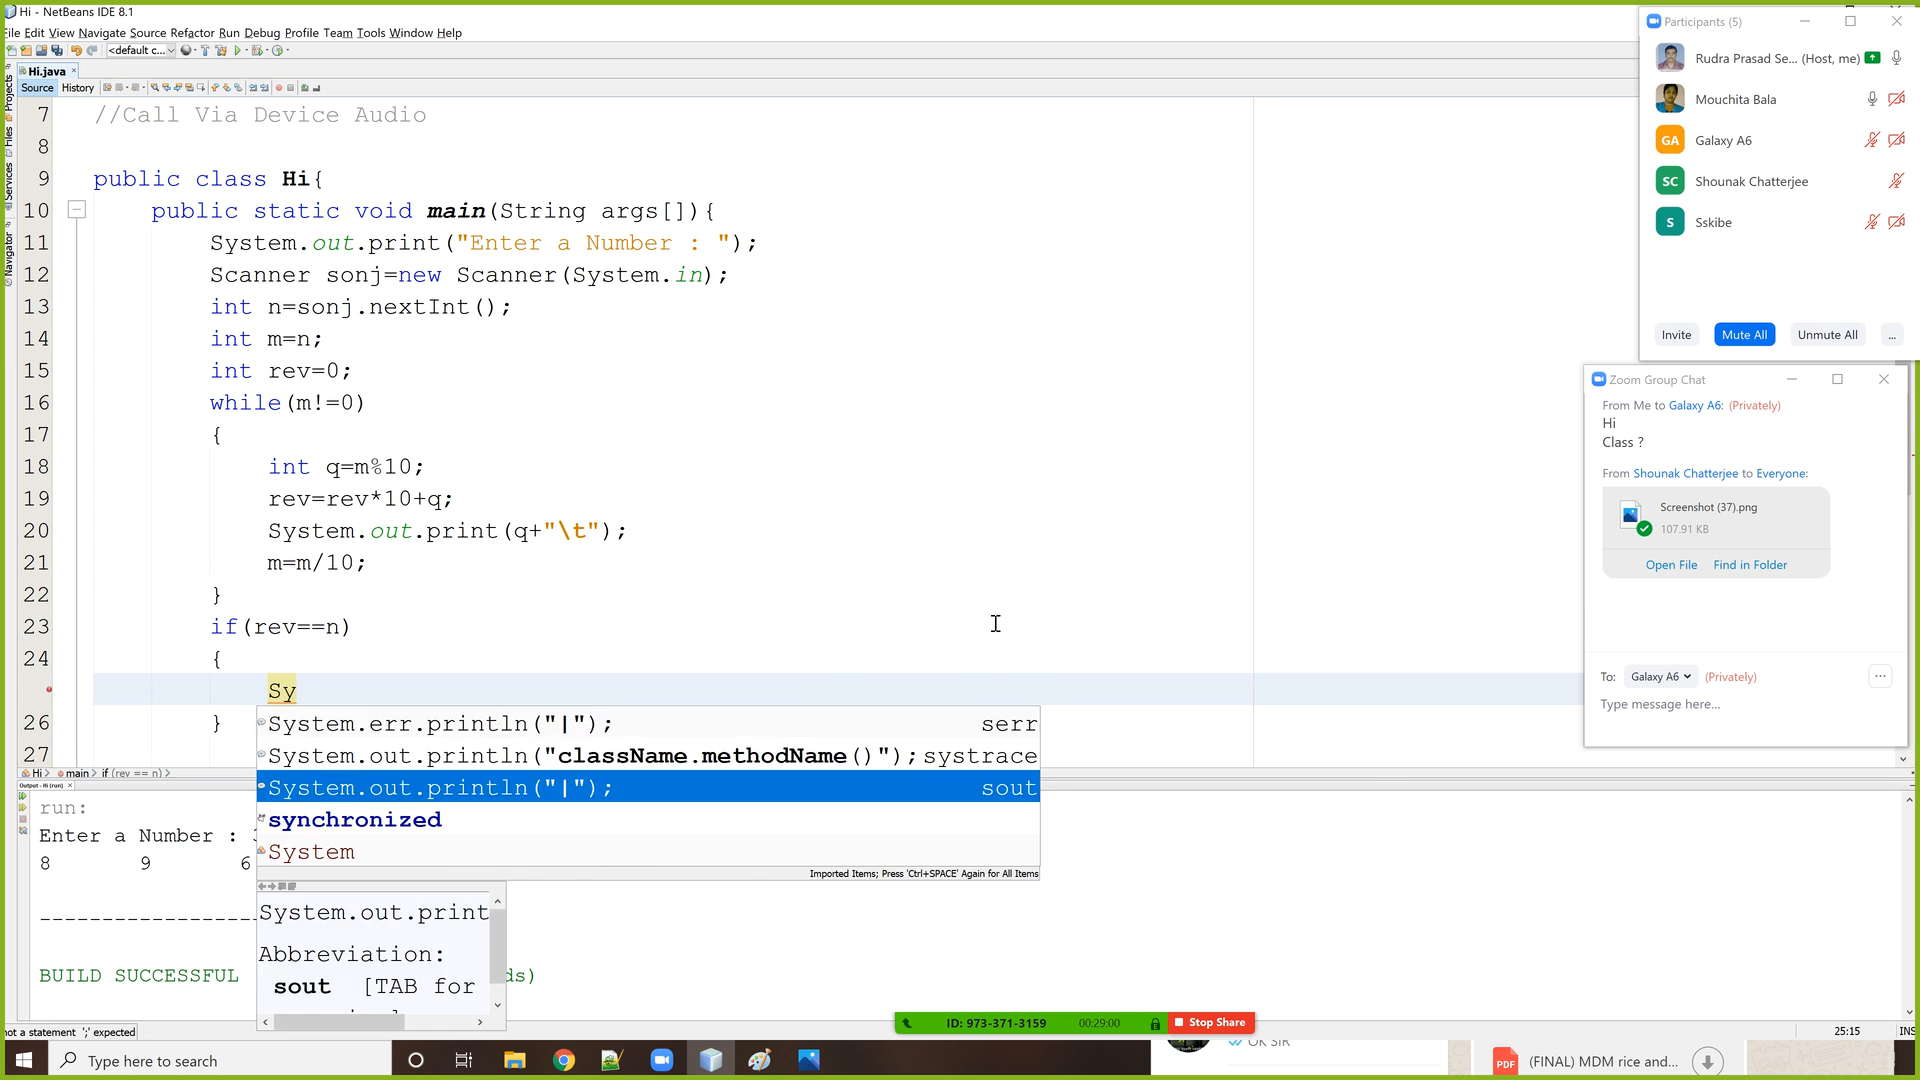 Hi - NetBeans IDE 8.1
File Edit View Navigate Source Refactor Run Debug Profile Team Tools Window Help
<default c...
Hi.java
Source History
Projects
Files
Services
Navigator
7 //Call Via Device Audio
8
9 public class Hi{
10 public static void main(String args[]){
11 System.out.print("Enter a Number : ");
12 Scanner sonj=new Scanner(System.in);
13 int n=sonj.nextInt();
14 int m=n;
15 int rev=0;
16 while(m!=0)
17 {
18 int q=m%10;
19 rev=rev*10+q;
20 System.out.print(q+"\t");
21 m=m/10;
22 }
23 if(rev==n)
24 {
Sy
26 }
27
System.err.println("|"); serr
System.out.println("className.methodName()"); systrace
System.out.println("|"); sout
synchronized
System
Imported Items; Press 'Ctrl+SPACE' Again for All Items
System.out.print
Abbreviation:
sout [TAB for
Hi > main > if (rev == n) >
Output - Hi (run)
run:
Enter a Number :
8 9 6
--------------------
BUILD SUCCESSFUL ds)
not a statement ';' expected
25:15 INS
Participants (5)
Rudra Prasad Se... (Host, me)
Mouchita Bala
GA Galaxy A6
SC Shounak Chatterjee
S Sskibe
Invite Mute All Unmute All ...
Zoom Group Chat
From Me to Galaxy A6: (Privately)
Hi
Class ?
From Shounak Chatterjee to Everyone:
Screenshot (37).png
107.91 KB
Open File Find in Folder
To: Galaxy A6 (Privately) ...
Type message here...
ID: 973-371-3159 00:29:00 Stop Share
Type here to search
OK SIR
PDF (FINAL) MDM rice and...